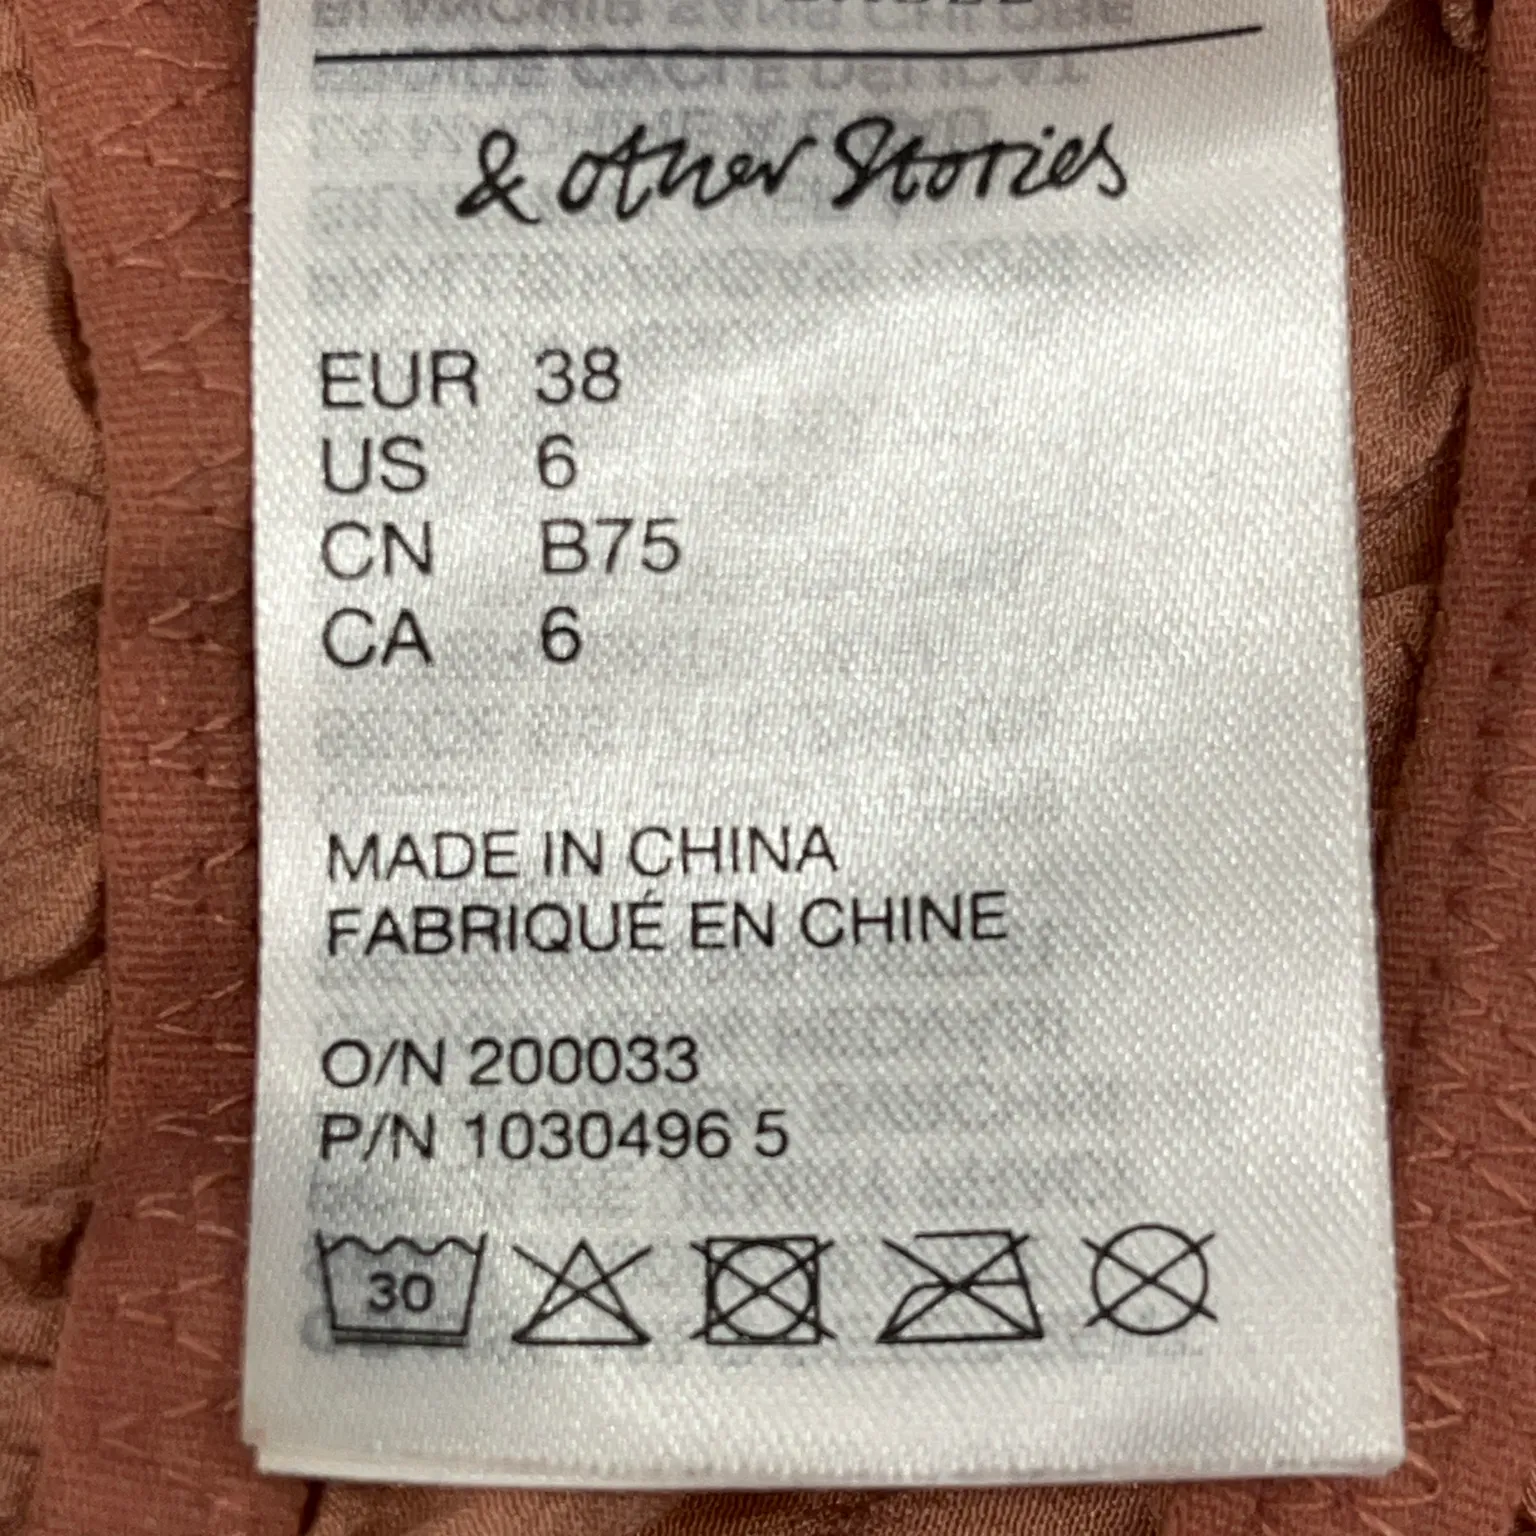 & other Stories
EUR 38
US 6
CN B75
CA 6
MADE IN CHINA
FABRIQUÉ EN CHINE
O/N 200033
P/N 1030496 5
30